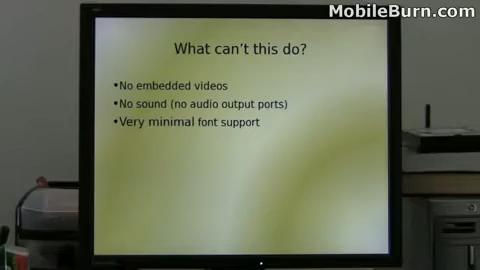 MobileBurn.com
What can't this do?
•No embedded videos
•No sound (no audio output ports)
•Very minimal font support